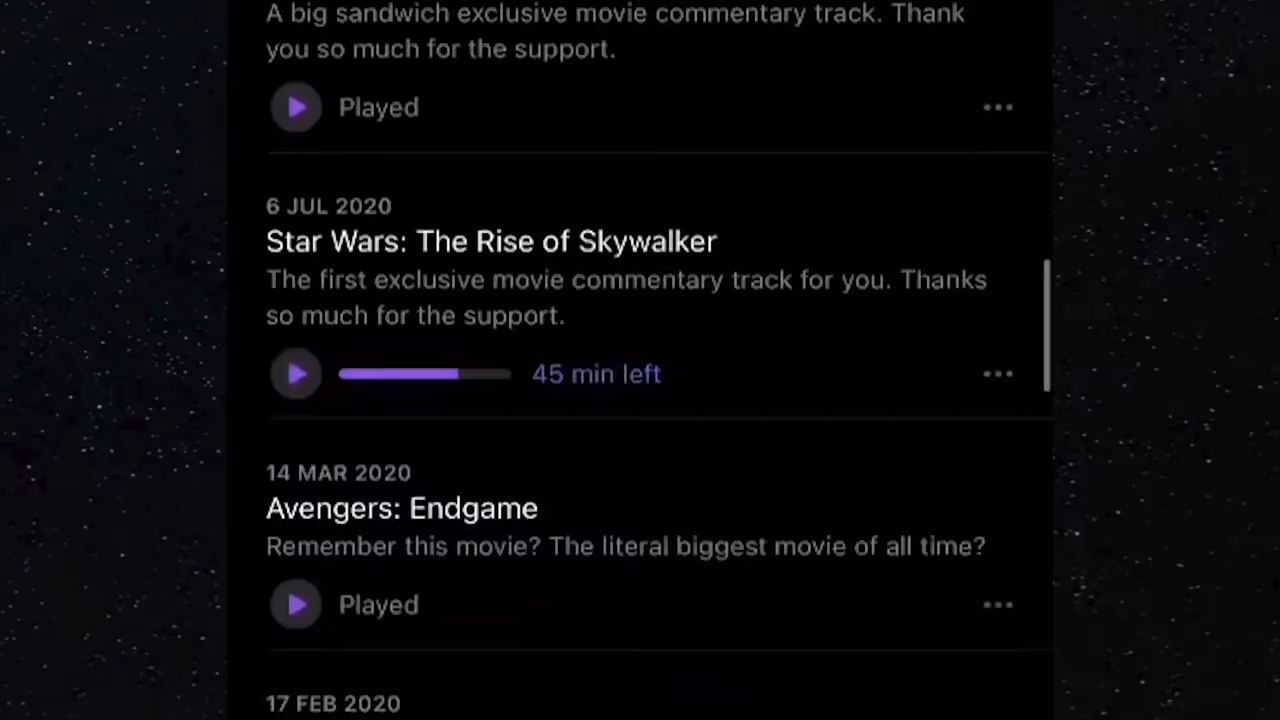 A big sandwich exclusive movie commentary track. Thank
you so much for the support.
Played
6 JUL 2020
Star Wars: The Rise of Skywalker
The first exclusive movie commentary track for you. Thanks
so much for the support.
45 min left
14 MAR 2020
Avengers: Endgame
Remember this movie? The literal biggest movie of all time?
Played
17 FEB 2020